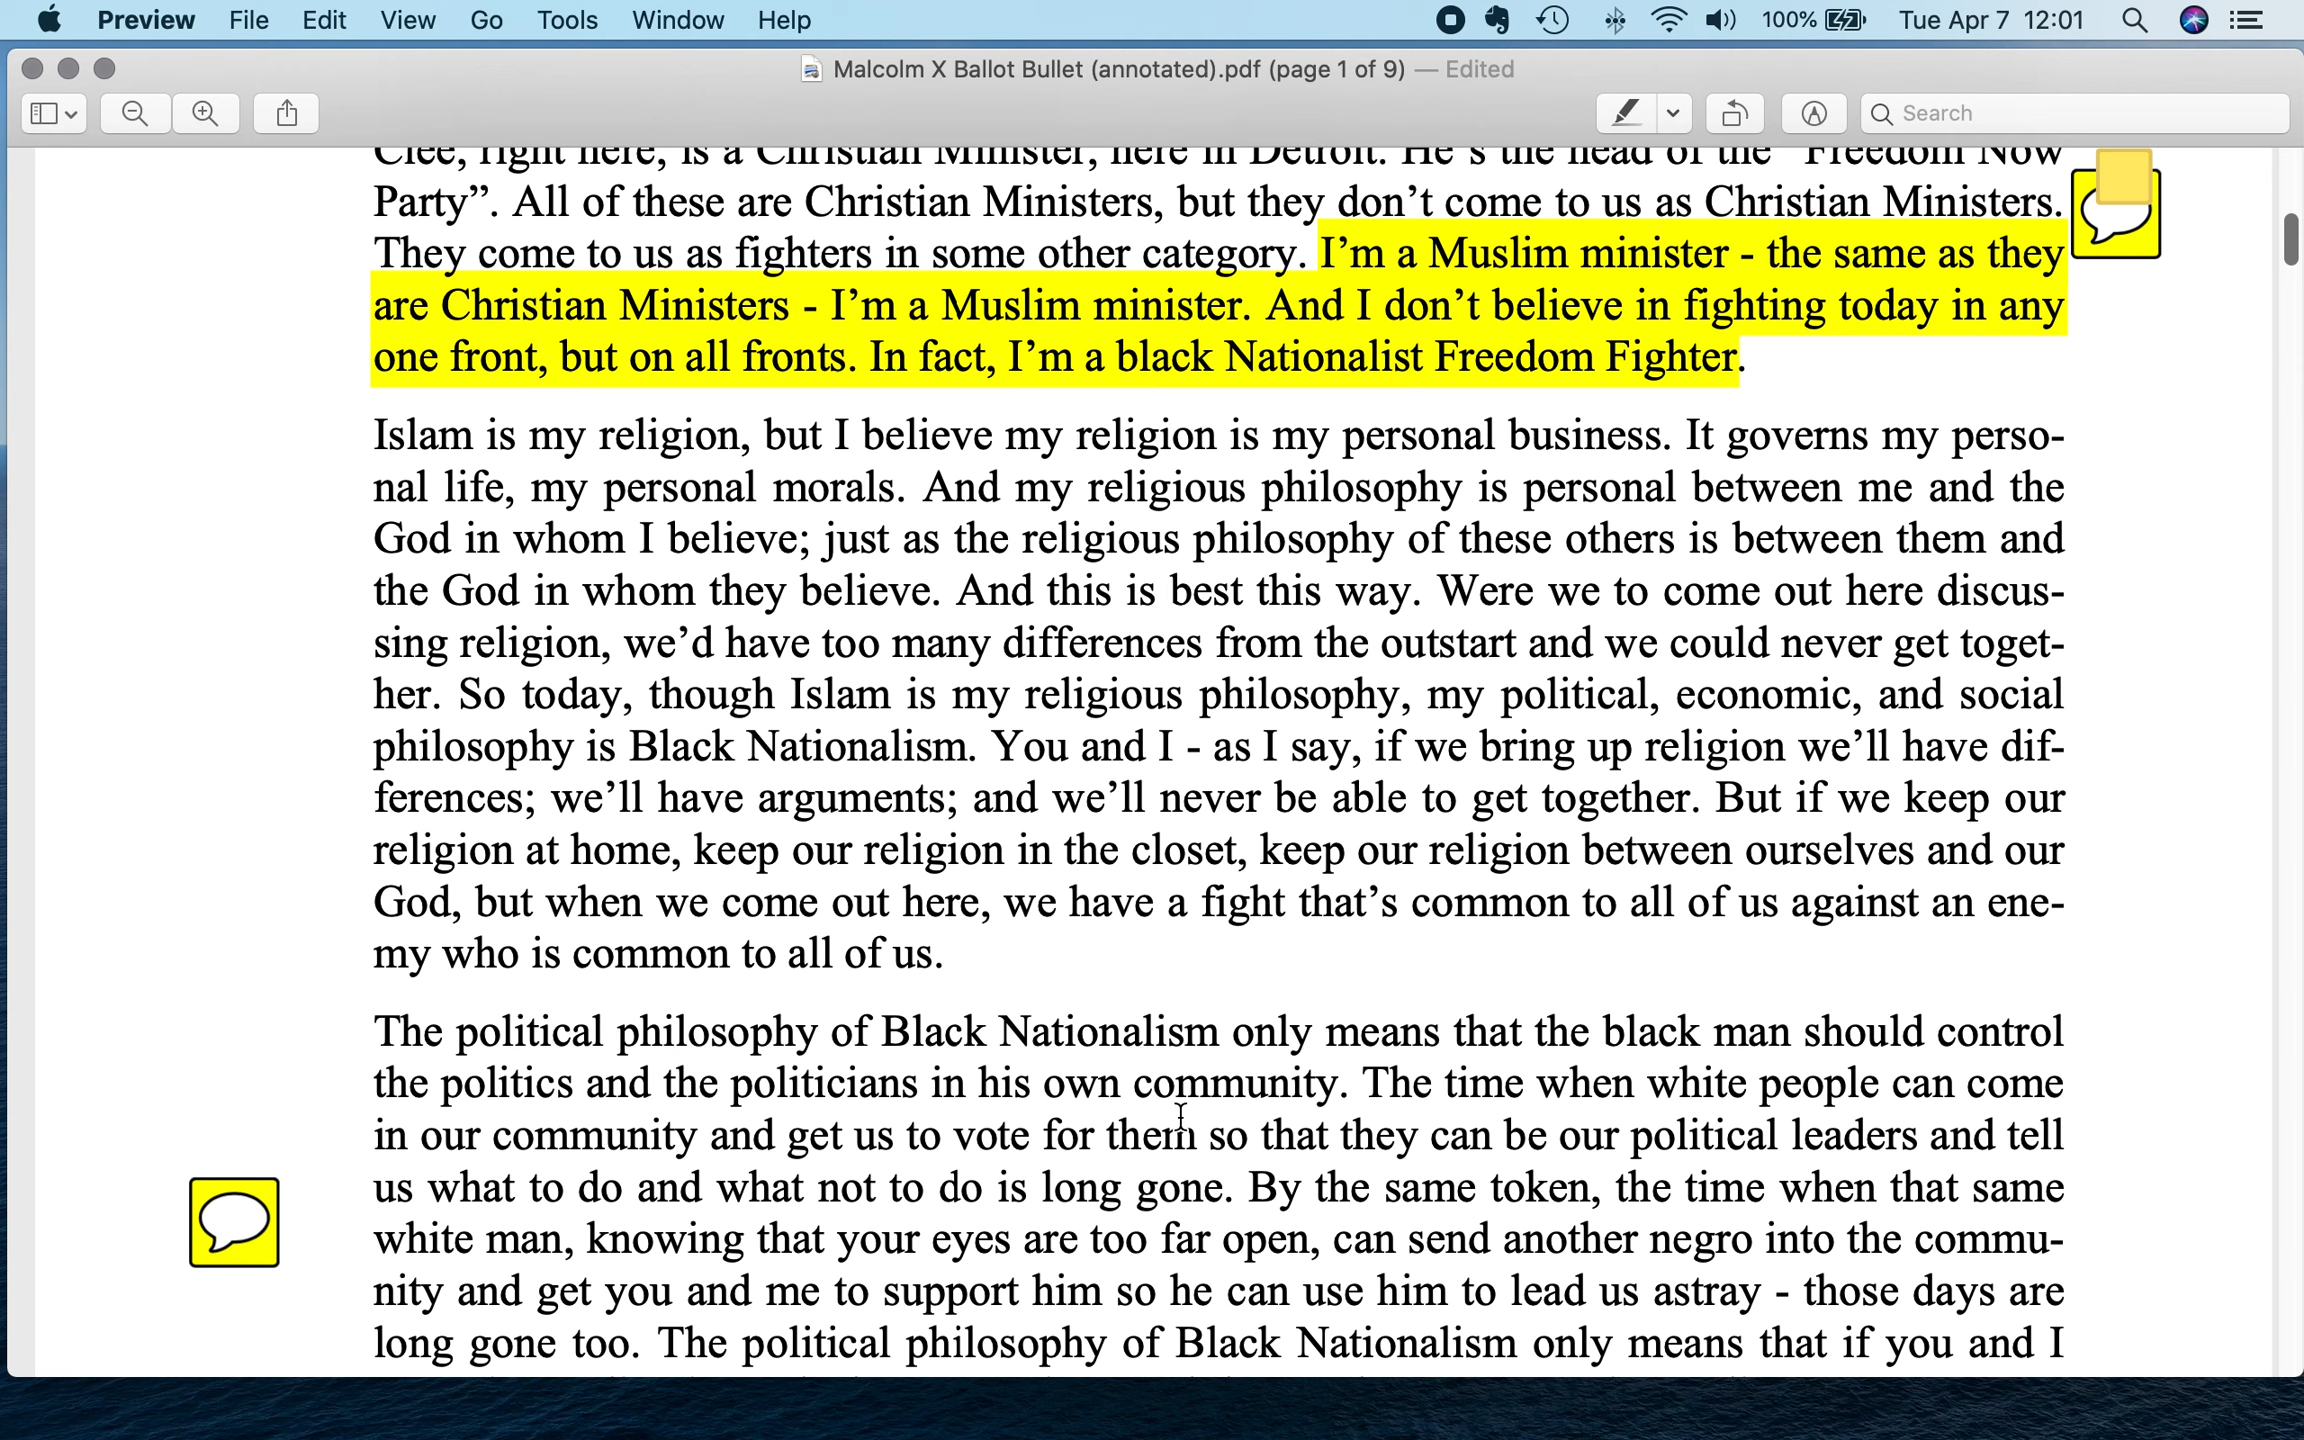 Preview File Edit View Go Tools Window Help 100% Tue Apr 7 12:01
Malcolm X Ballot Bullet (annotated).pdf (page 1 of 9) — Edited
Search
Clee, right here, is a Christian Minister, here in Detroit. He’s the head of the “Freedom Now
Party”. All of these are Christian Ministers, but they don’t come to us as Christian Ministers.
They come to us as fighters in some other category. I’m a Muslim minister - the same as they
are Christian Ministers - I’m a Muslim minister. And I don’t believe in fighting today in any
one front, but on all fronts. In fact, I’m a black Nationalist Freedom Fighter.
Islam is my religion, but I believe my religion is my personal business. It governs my perso-
nal life, my personal morals. And my religious philosophy is personal between me and the
God in whom I believe; just as the religious philosophy of these others is between them and
the God in whom they believe. And this is best this way. Were we to come out here discus-
sing religion, we’d have too many differences from the outstart and we could never get toget-
her. So today, though Islam is my religious philosophy, my political, economic, and social
philosophy is Black Nationalism. You and I - as I say, if we bring up religion we’ll have dif-
ferences; we’ll have arguments; and we’ll never be able to get together. But if we keep our
religion at home, keep our religion in the closet, keep our religion between ourselves and our
God, but when we come out here, we have a fight that’s common to all of us against an ene-
my who is common to all of us.
The political philosophy of Black Nationalism only means that the black man should control
the politics and the politicians in his own community. The time when white people can come
in our community and get us to vote for them so that they can be our political leaders and tell
us what to do and what not to do is long gone. By the same token, the time when that same
white man, knowing that your eyes are too far open, can send another negro into the commu-
nity and get you and me to support him so he can use him to lead us astray - those days are
long gone too. The political philosophy of Black Nationalism only means that if you and I